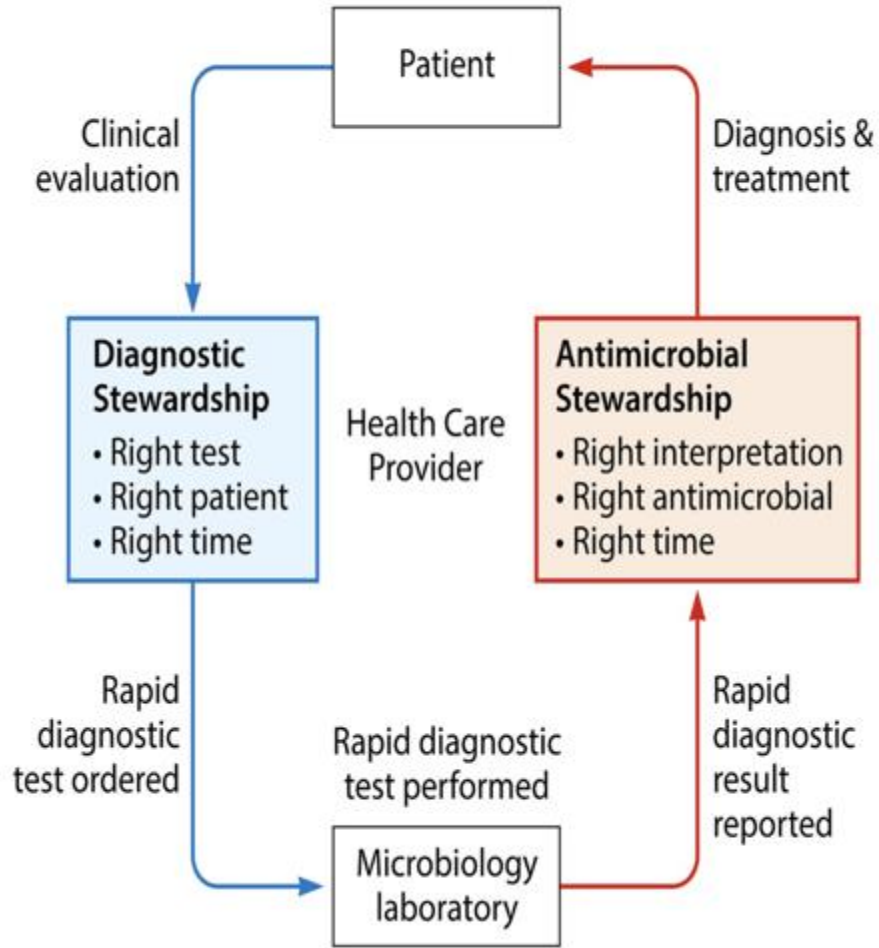 Patient
Clinical
evaluation
Diagnosis &
treatment
Diagnostic
Stewardship
• Right test
• Right patient
• Right time
Health Care
Provider
Antimicrobial
Stewardship
• Right interpretation
• Right antimicrobial
• Right time
Rapid
diagnostic
test ordered
Rapid diagnostic
test performed
Microbiology
laboratory
Rapid
diagnostic
result
reported